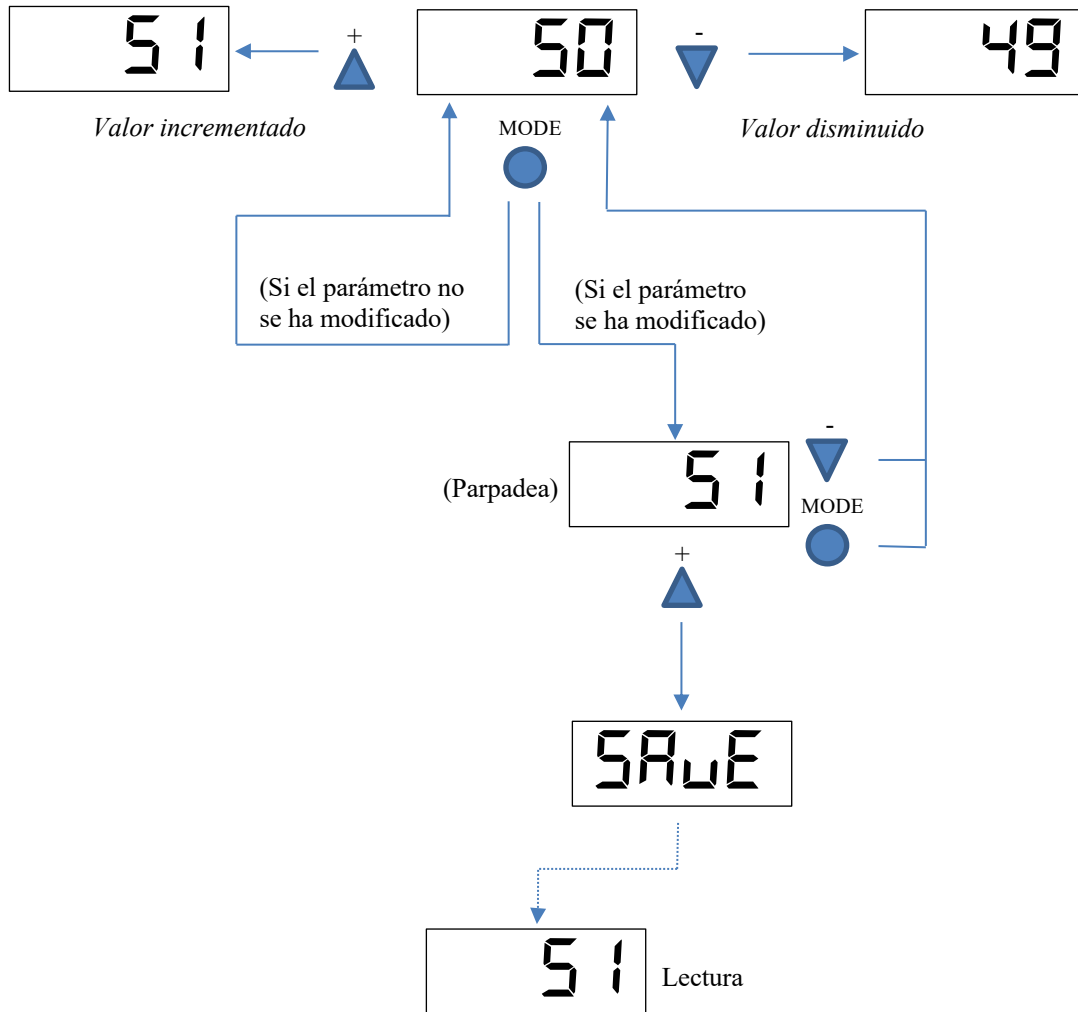 51
+
50
-
49
Valor incrementado
MODE
Valor disminuido
(Si el parámetro no
se ha modificado)
(Si el parámetro
se ha modificado)
(Parpadea)
51
-
MODE
+
SAvE
51
Lectura